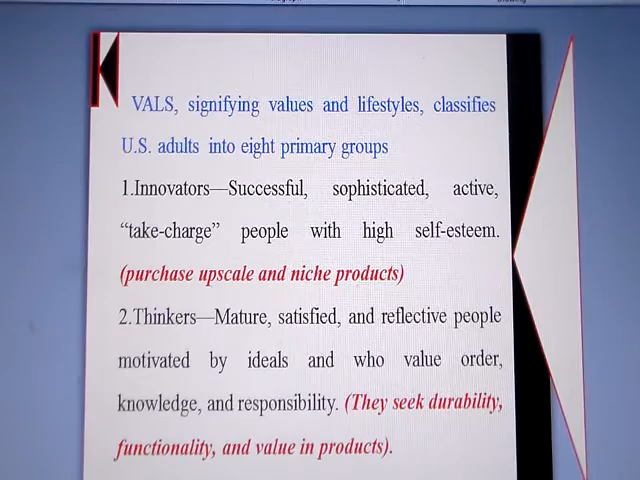 VALS, signifying values and lifestyles, classifies
U.S. adults into eight primary groups
1.Innovators—Successful, sophisticated, active,
“take-charge” people with high self-esteem.
(purchase upscale and niche products)
2.Thinkers—Mature, satisfied, and reflective people
motivated by ideals and who value order,
knowledge, and responsibility. (They seek durability,
functionality, and value in products).